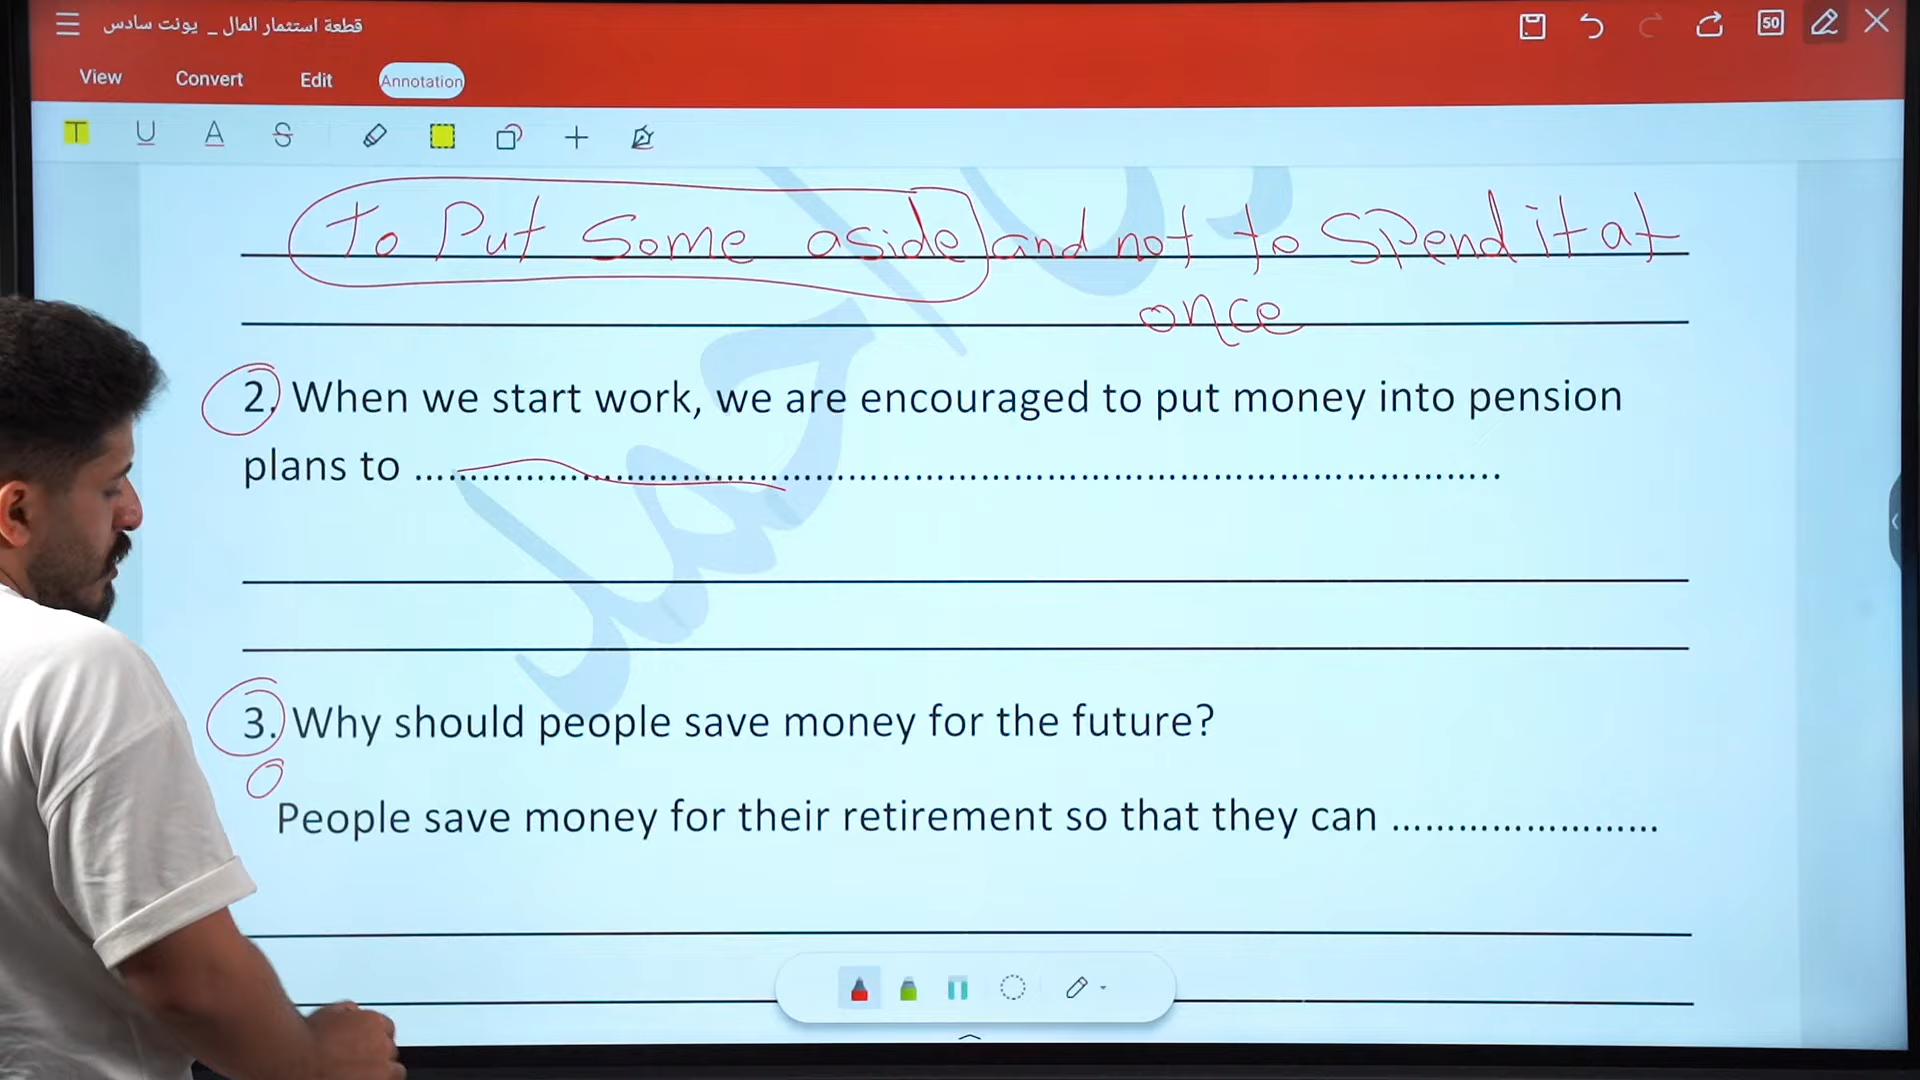 قطعة استثمار المال _ يونت سادس
50
View Convert Edit Annotation
T U A S
To Put Some aside and not to Spend it at
once
2. When we start work, we are encouraged to put money into pension
plans to ................................................................
3. Why should people save money for the future?
0
People save money for their retirement so that they can ........................